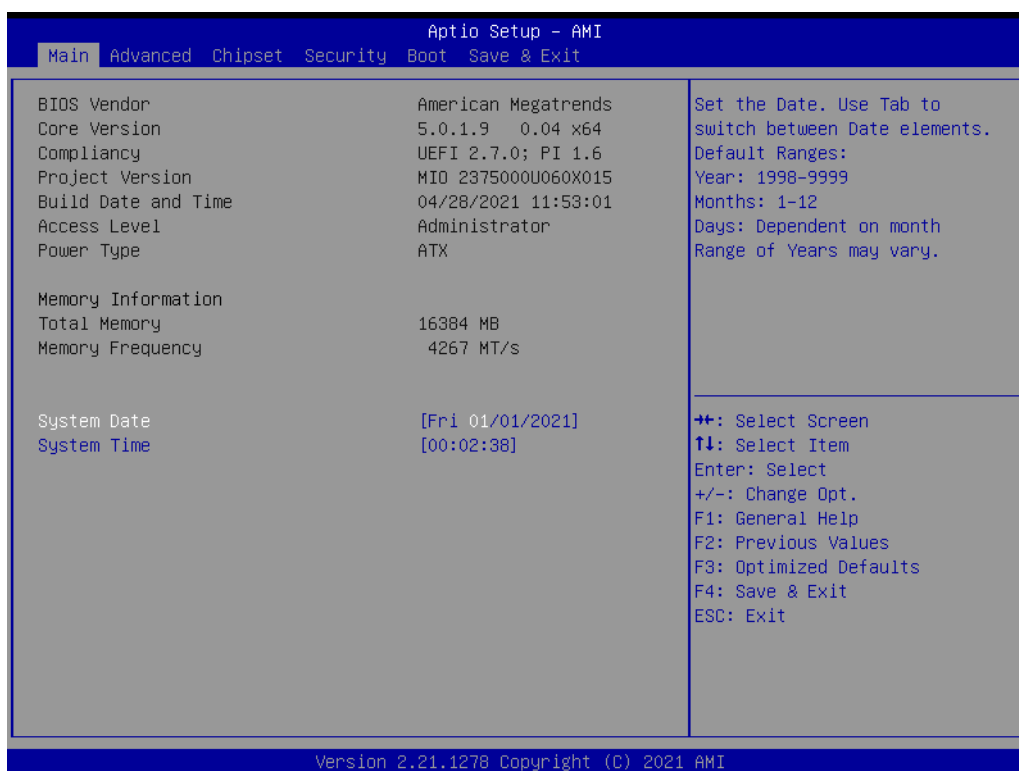 Aptio Setup – AMI
Main Advanced Chipset Security Boot Save & Exit
BIOS Vendor American Megatrends
Core Version 5.0.1.9 0.04 x64
Compliancy UEFI 2.7.0; PI 1.6
Project Version MIO 2375000U060X015
Build Date and Time 04/28/2021 11:53:01
Access Level Administrator
Power Type ATX
Memory Information
Total Memory 16384 MB
Memory Frequency 4267 MT/s
System Date [Fri 01/01/2021]
System Time [00:02:38]
Set the Date. Use Tab to
switch between Date elements.
Default Ranges:
Year: 1998-9999
Months: 1-12
Days: Dependent on month
Range of Years may vary.
→←: Select Screen
↑↓: Select Item
Enter: Select
+/-: Change Opt.
F1: General Help
F2: Previous Values
F3: Optimized Defaults
F4: Save & Exit
ESC: Exit
Version 2.21.1278 Copyright (C) 2021 AMI